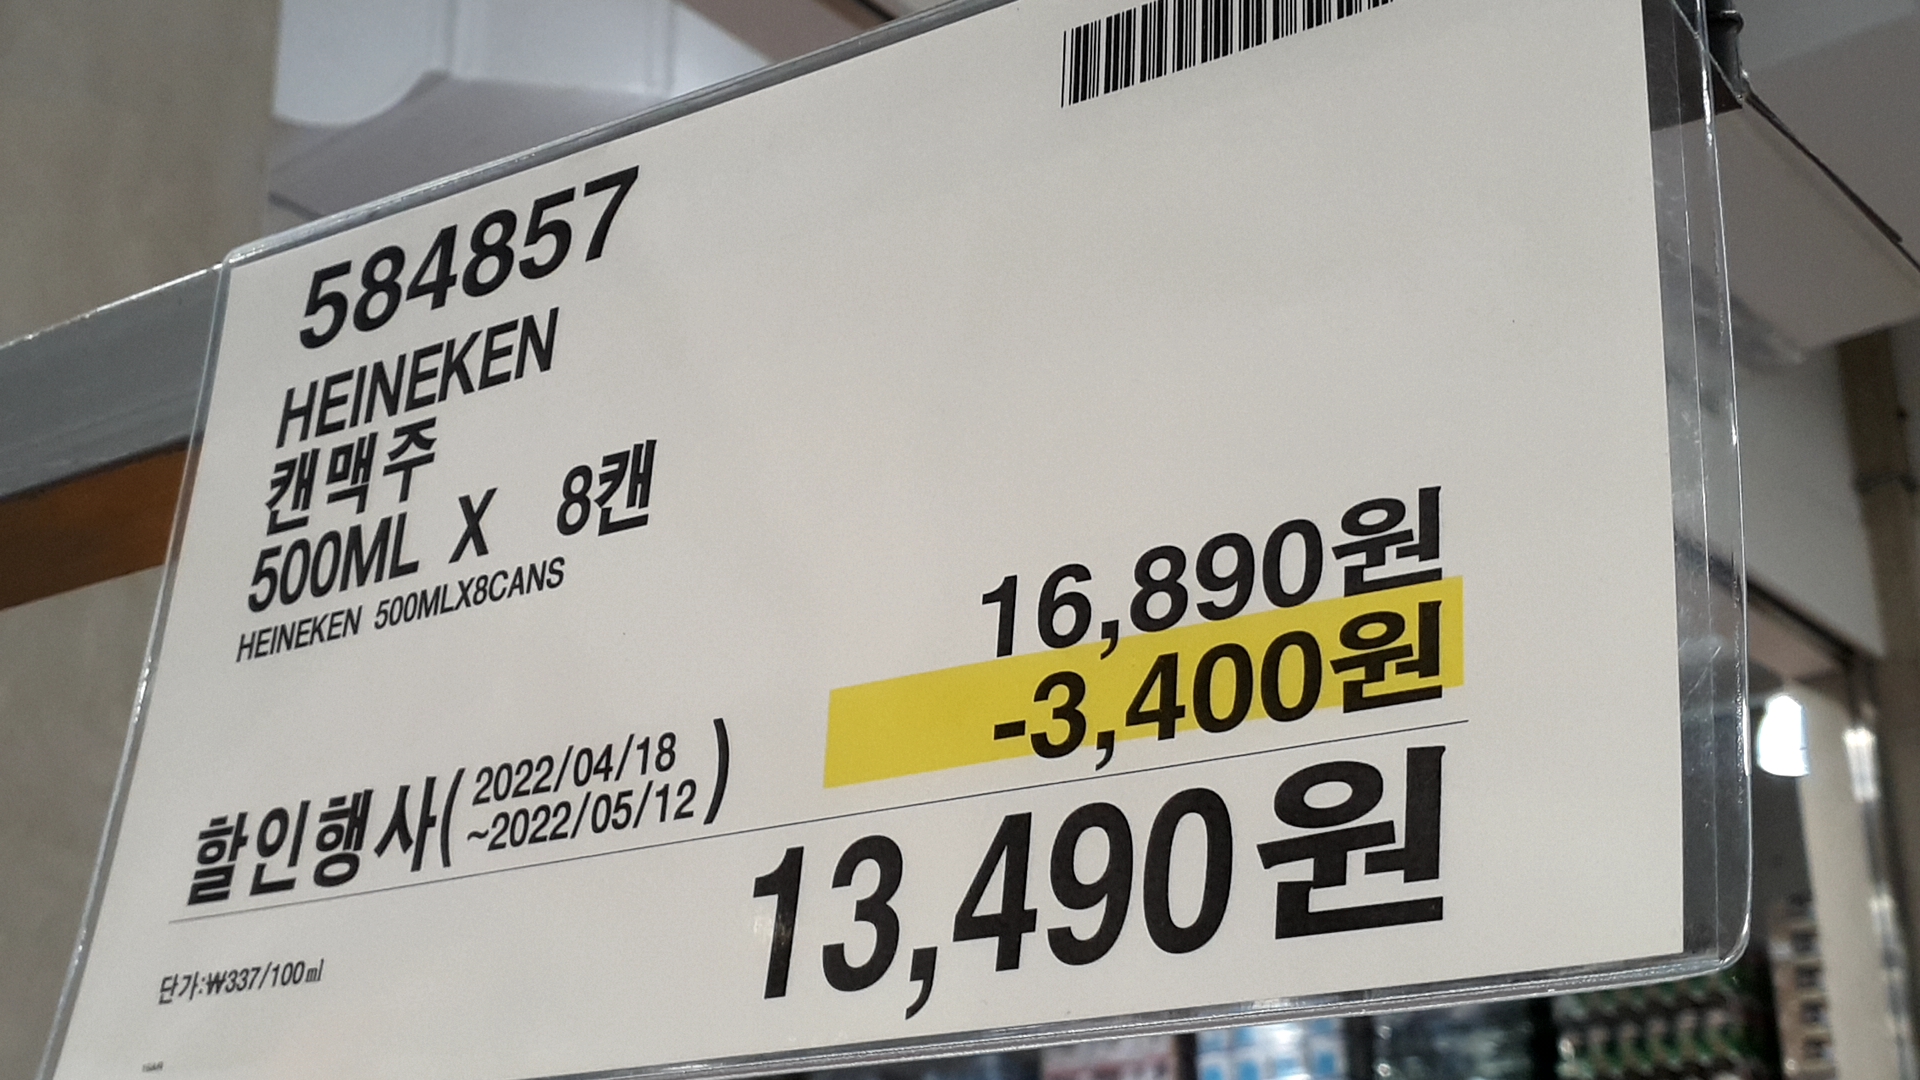 584857
HEINEKEN
캔맥주
500ML X 8캔
HEINEKEN 500MLX8CANS
16,890원
-3,400원
할인행사(2022/04/18
~2022/05/12)
13,490원
단가:₩337/100㎖